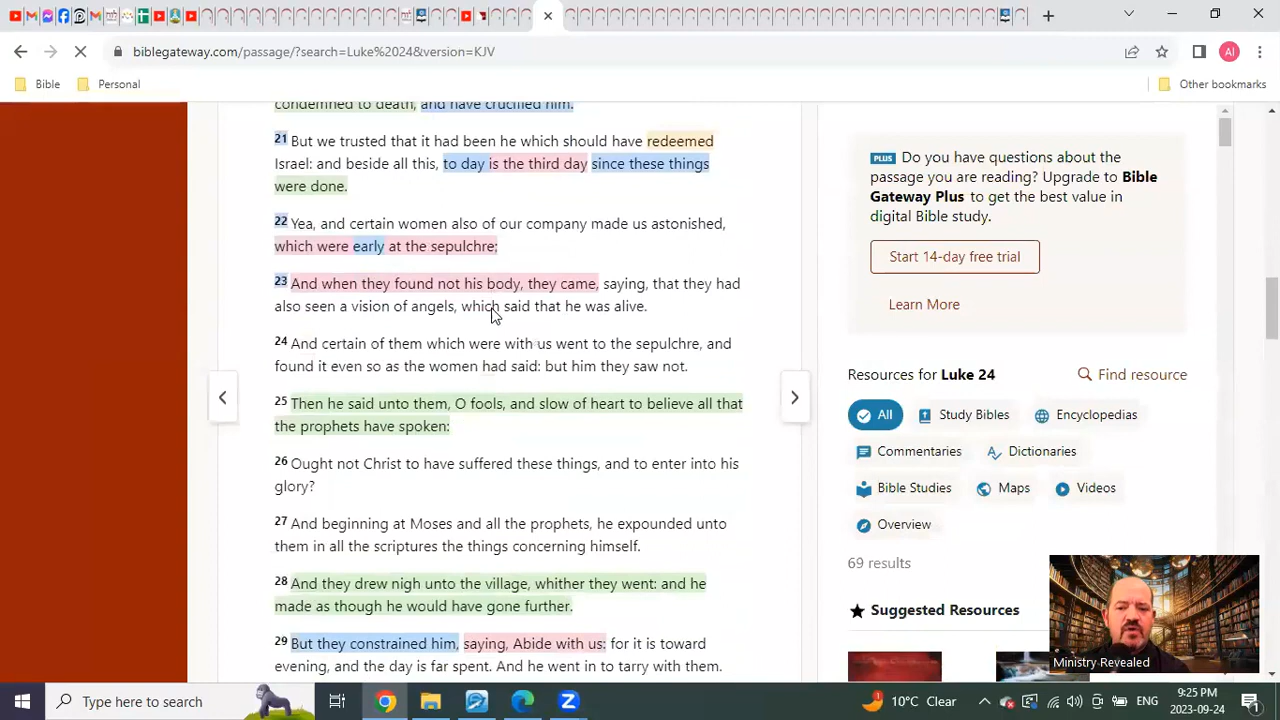 biblegateway.com/passage/?search=Luke%2024&version=KJV
AI
Bible
Personal
Other bookmarks
condemned to death, and have crucified him.
21 But we trusted that it had been he which should have redeemed
Israel: and beside all this, to day is the third day since these things
were done.
22 Yea, and certain women also of our company made us astonished,
which were early at the sepulchre;
23 And when they found not his body, they came, saying, that they had
also seen a vision of angels, which said that he was alive.
24 And certain of them which were with us went to the sepulchre, and
found it even so as the women had said: but him they saw not.
25 Then he said unto them, O fools, and slow of heart to believe all that
the prophets have spoken:
26 Ought not Christ to have suffered these things, and to enter into his
glory?
27 And beginning at Moses and all the prophets, he expounded unto
them in all the scriptures the things concerning himself.
28 And they drew nigh unto the village, whither they went: and he
made as though he would have gone further.
29 But they constrained him, saying, Abide with us: for it is toward
evening, and the day is far spent. And he went in to tarry with them.
PLUS Do you have questions about the
passage you are reading? Upgrade to Bible
Gateway Plus to get the best value in
digital Bible study.
Start 14-day free trial
Learn More
Resources for Luke 24
Find resource
All
Study Bibles
Encyclopedias
Commentaries
Dictionaries
Bible Studies
Maps
Videos
Overview
69 results
Suggested Resources
Ministry Revealed
Type here to search
10°C Clear
ENG
9:25 PM
2023-09-24
1